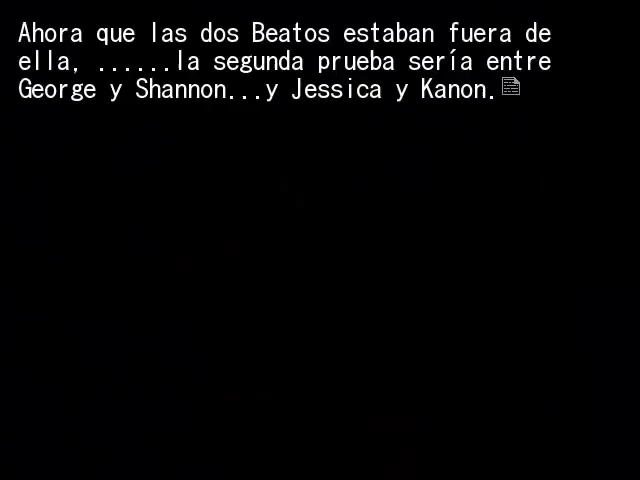 Ahora que las dos Beatos estaban fuera de
ella, ......la segunda prueba sería entre
George y Shannon...y Jessica y Kanon.